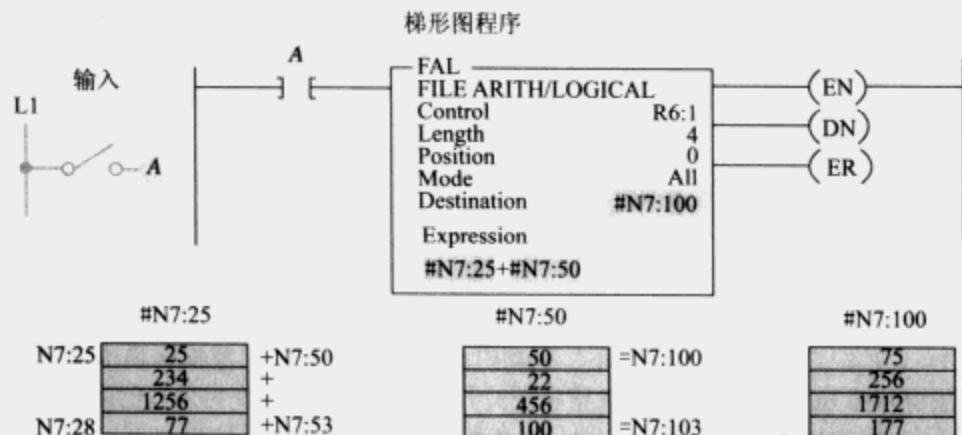 梯形图程序
输入
L1
A
A
FAL
FILE ARITH/LOGICAL
Control R6:1
Length 4
Position 0
Mode All
Destination #N7:100
Expression
#N7:25+#N7:50
EN
DN
ER
#N7:25 #N7:50 #N7:100
N7:25 25 +N7:50 50 =N7:100 75
234 + 22 256
1256 + 456 1712
N7:28 77 +N7:53 100 =N7:103 177